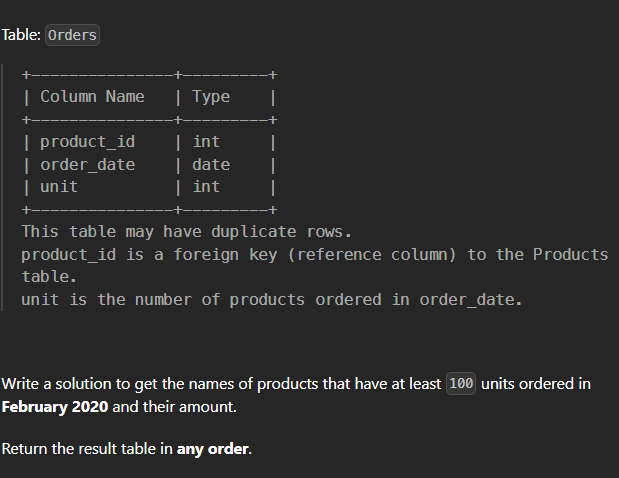 Table: Orders
+———————————————+—————————+
| Column Name   | Type    |
+———————————————+—————————+
| product_id    | int     |
| order_date    | date    |
| unit          | int     |
+———————————————+—————————+
This table may have duplicate rows.
product_id is a foreign key (reference column) to the Products
table.
unit is the number of products ordered in order_date.
Write a solution to get the names of products that have at least 100 units ordered in
February 2020 and their amount.
Return the result table in any order.